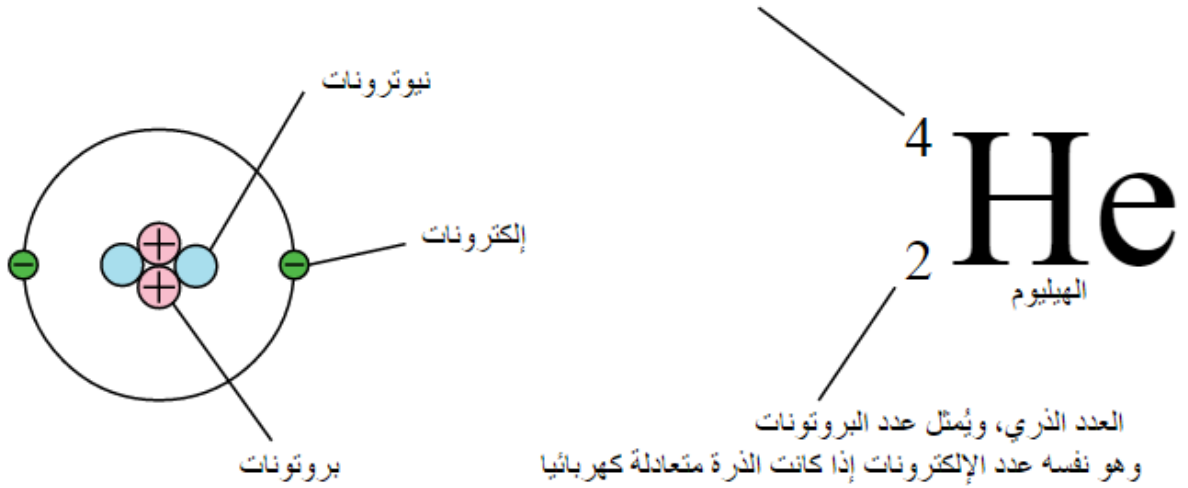 نيوترونات
إلكترونات
بروتونات
4
2
He
الهيليوم
العدد الذري، ويُمثل عدد البروتونات
وهو نفسه عدد الإلكترونات إذا كانت الذرة متعادلة كهربائيا